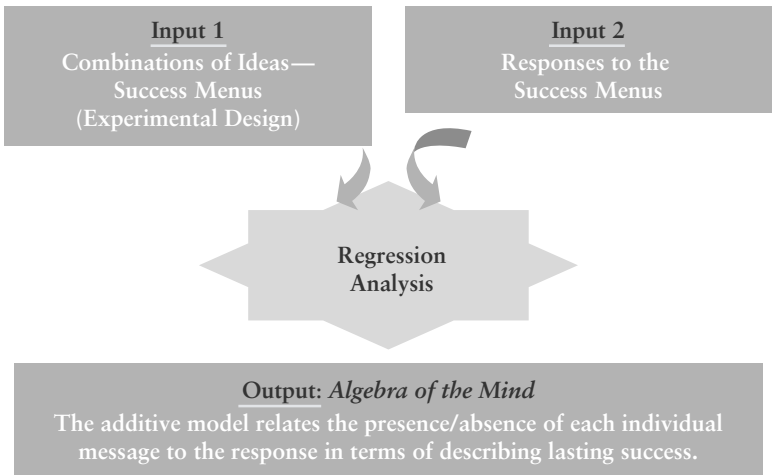 Input 1
Combinations of Ideas—
Success Menus
(Experimental Design)
Input 2
Responses to the
Success Menus
Regression
Analysis
Output: Algebra of the Mind
The additive model relates the presence/absence of each individual
message to the response in terms of describing lasting success.